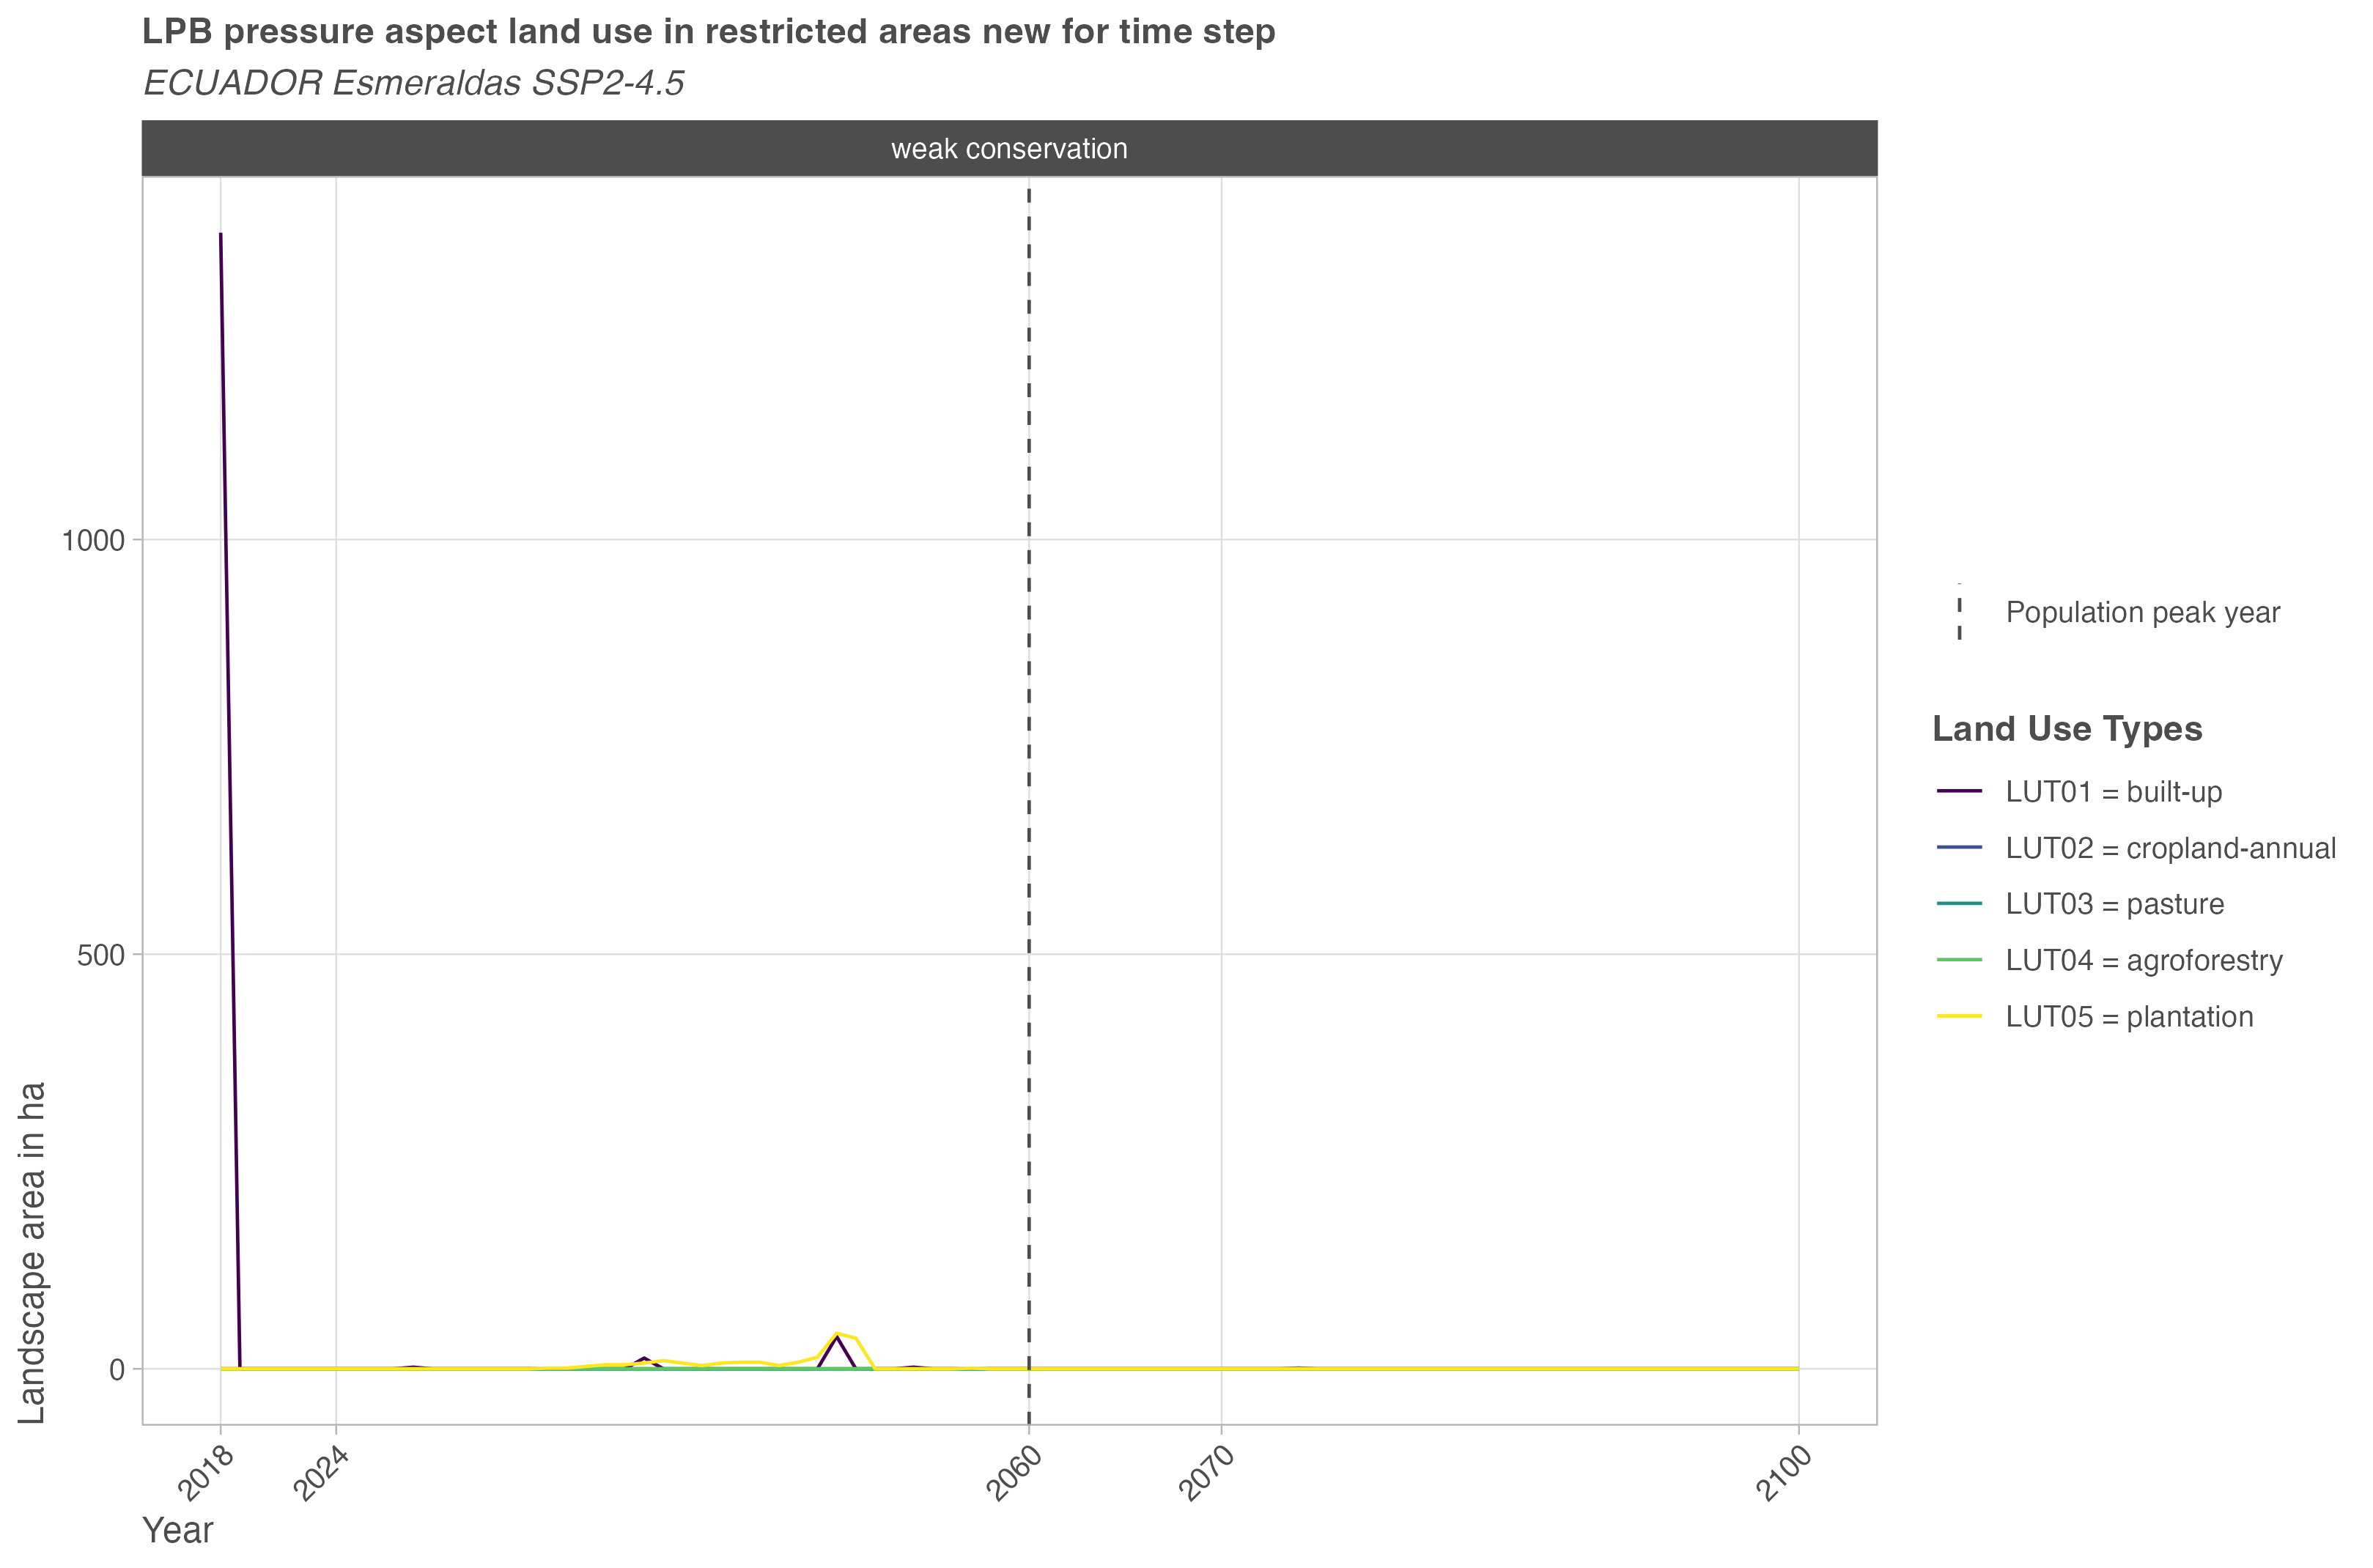 LPB pressure aspect land use in restricted areas new for time step
ECUADOR Esmeraldas SSP2-4.5
weak conservation
1000
500
0
Landscape area in ha
2018
2024
2060
2070
2100
Year
Population peak year
Land Use Types
LUT01 = built-up
LUT02 = cropland-annual
LUT03 = pasture
LUT04 = agroforestry
LUT05 = plantation